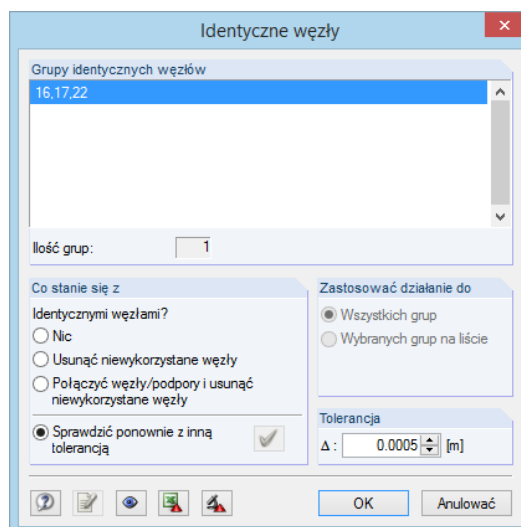 Identyczne węzły
Grupy identycznych węzłów
16,17,22
Ilość grup: 1
Co stanie się z
Identycznymi węzłami?
Nic
Usunąć niewykorzystane węzły
Połączyć węzły/podpory i usunąć
niewykorzystane węzły
Sprawdzić ponownie z inną
tolerancją
Zastosować działanie do
Wszystkich grup
Wybranych grup na liście
Tolerancja
Δ : 0.0005 [m]
OK
Anulować